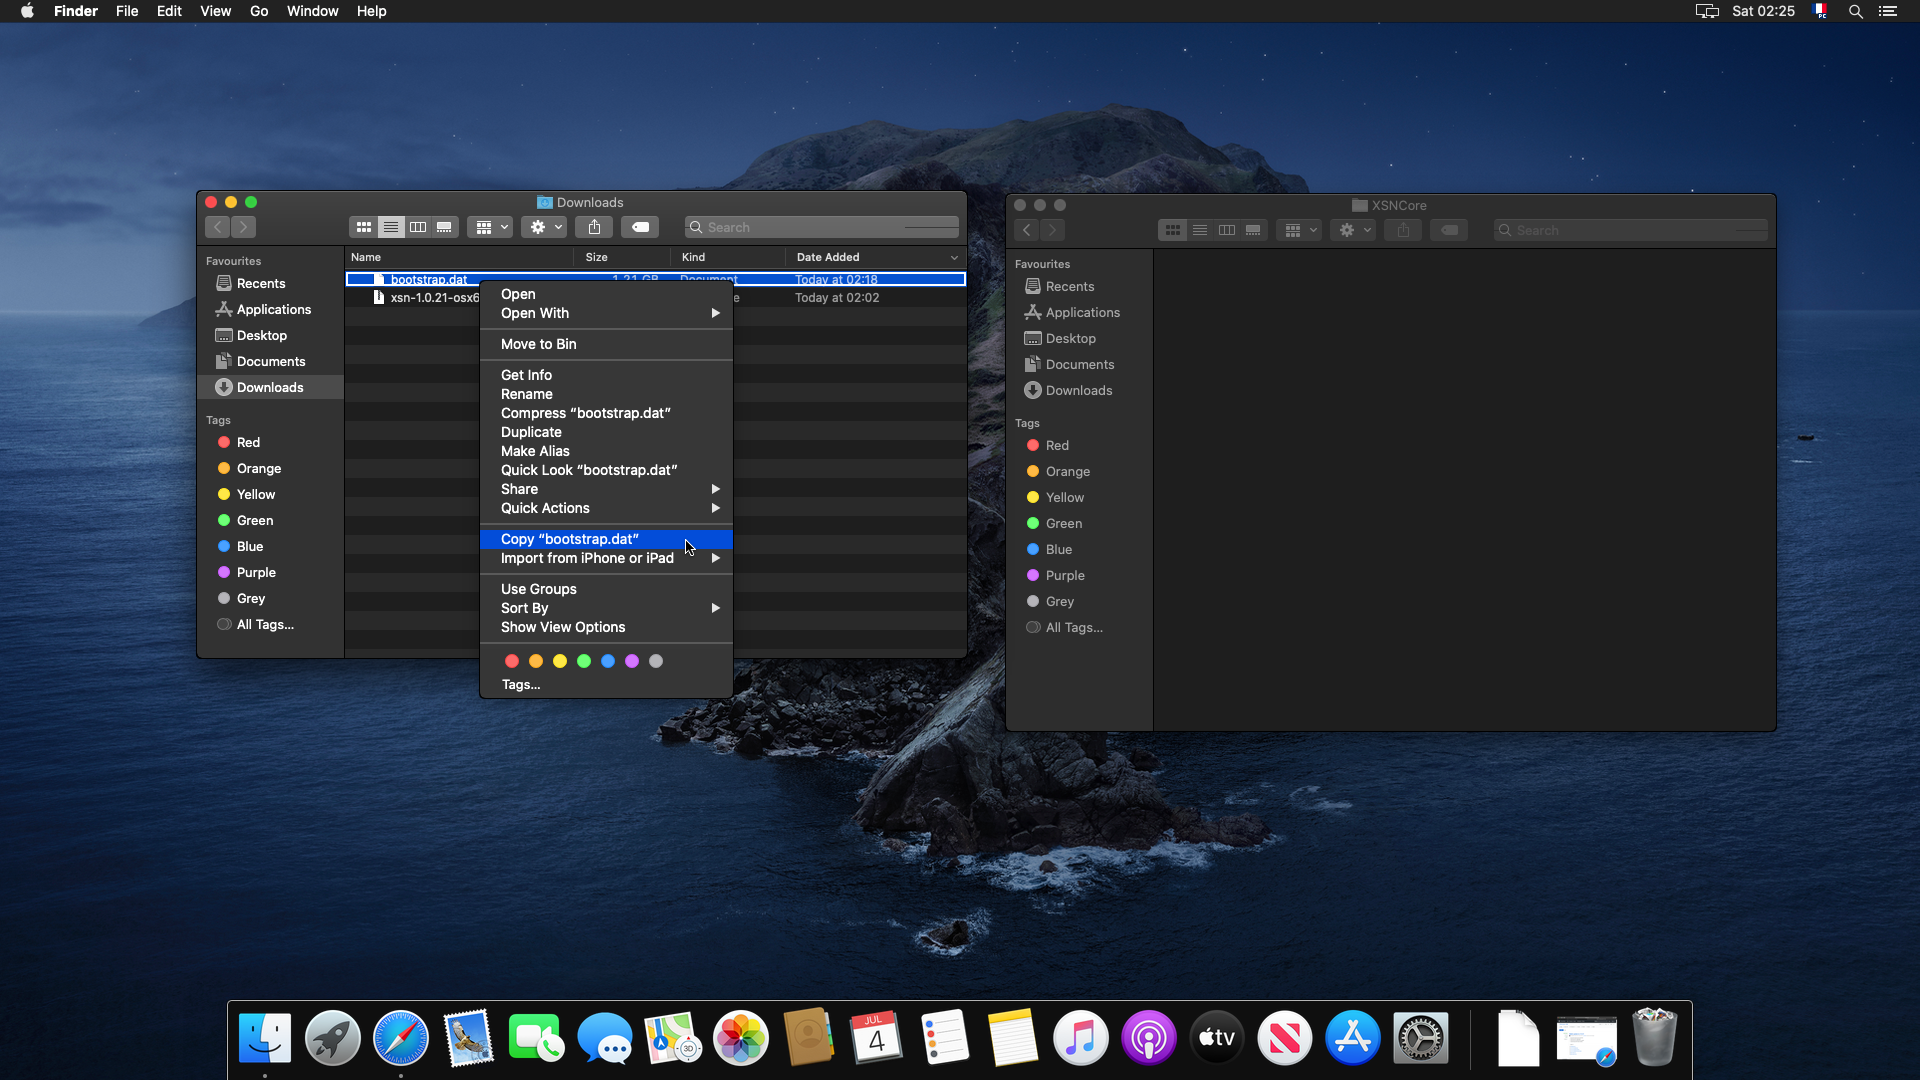 Finder File Edit View Go Window Help Sat 02:25
Downloads
Search
Favourites
Recents
Applications
Desktop
Documents
Downloads
Tags
Red
Orange
Yellow
Green
Blue
Purple
Grey
All Tags...
Name Size Kind Date Added
bootstrap.dat 1,21 GB Document Today at 02:18
xsn-1.0.21-osx6 e Today at 02:02
Open
Open With
Move to Bin
Get Info
Rename
Compress “bootstrap.dat”
Duplicate
Make Alias
Quick Look “bootstrap.dat”
Share
Quick Actions
Copy “bootstrap.dat”
Import from iPhone or iPad
Use Groups
Sort By
Show View Options
Tags...
XSNCore
Search
Favourites
Recents
Applications
Desktop
Documents
Downloads
Tags
Red
Orange
Yellow
Green
Blue
Purple
Grey
All Tags...
3D
JUL
4
tv